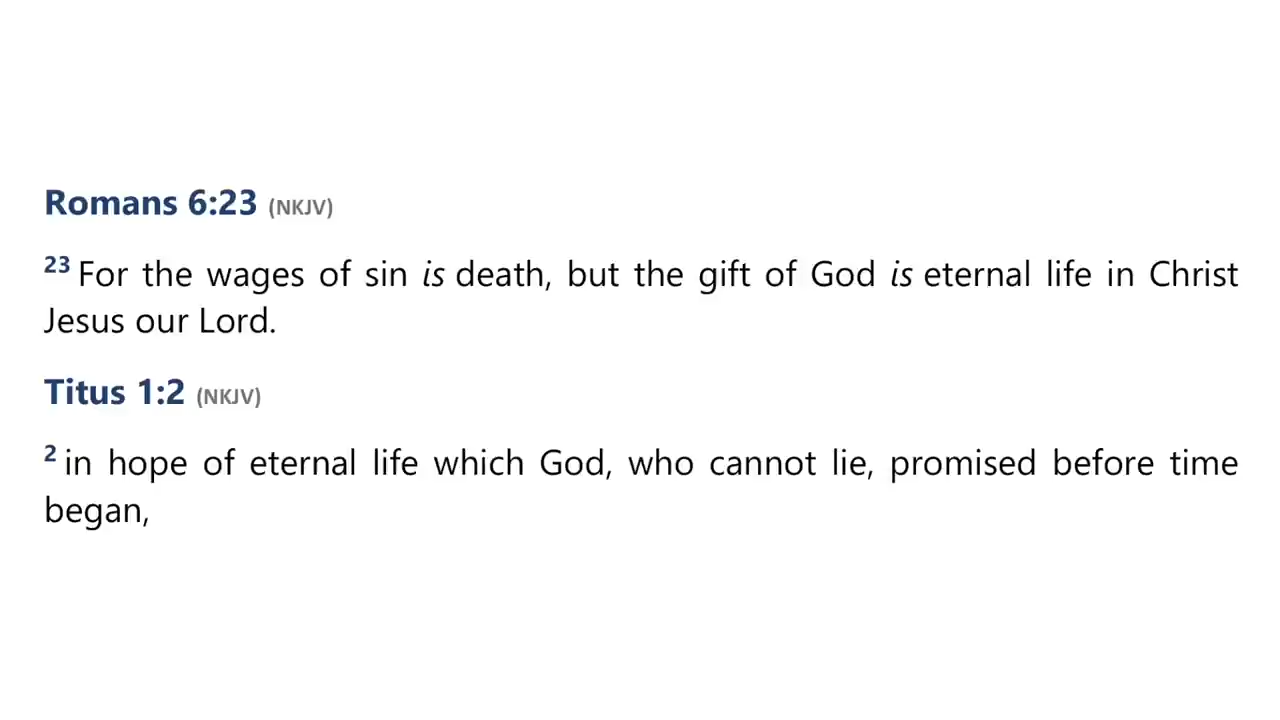 Romans 6:23 (NKJV)
23 For the wages of sin is death, but the gift of God is eternal life in Christ
Jesus our Lord.
Titus 1:2 (NKJV)
2 in hope of eternal life which God, who cannot lie, promised before time
began,